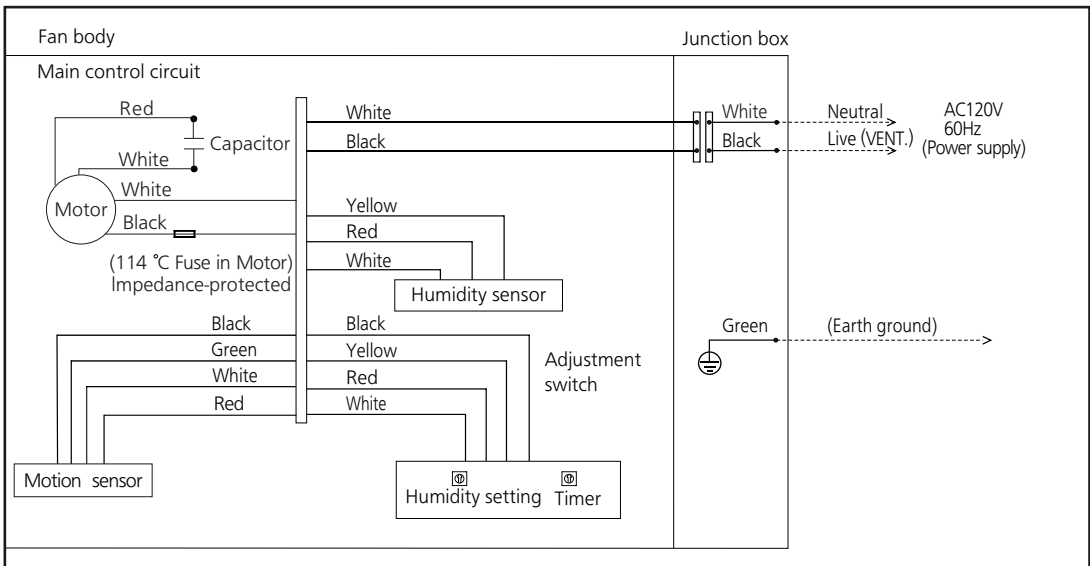 Fan body
Junction box
Main control circuit
Red
Capacitor
White
White
Motor
Black
(114 ℃ Fuse in Motor)
Impedance-protected
White
Black
White
Black
Neutral
Live (VENT.)
AC120V
60Hz
(Power supply)
Yellow
Red
White
Humidity sensor
Black
Green
White
Red
Motion sensor
Black
Yellow
Red
White
Adjustment
switch
Humidity setting
Timer
Green
(Earth ground)